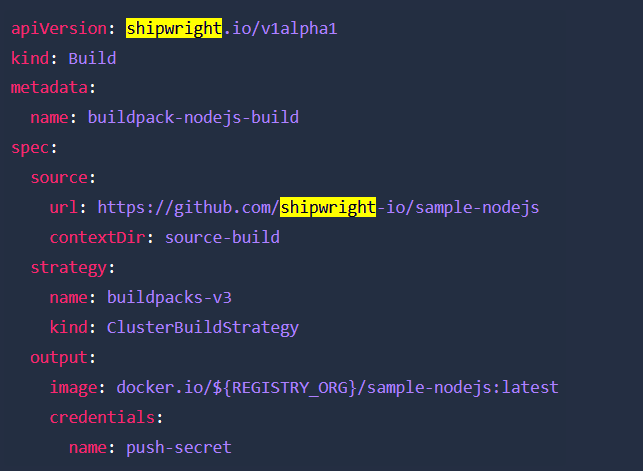 apiVersion: shipwright.io/v1alpha1
kind: Build
metadata:
  name: buildpack-nodejs-build
spec:
  source:
    url: https://github.com/shipwright-io/sample-nodejs
    contextDir: source-build
  strategy:
    name: buildpacks-v3
    kind: ClusterBuildStrategy
  output:
    image: docker.io/${REGISTRY_ORG}/sample-nodejs:latest
    credentials:
      name: push-secret